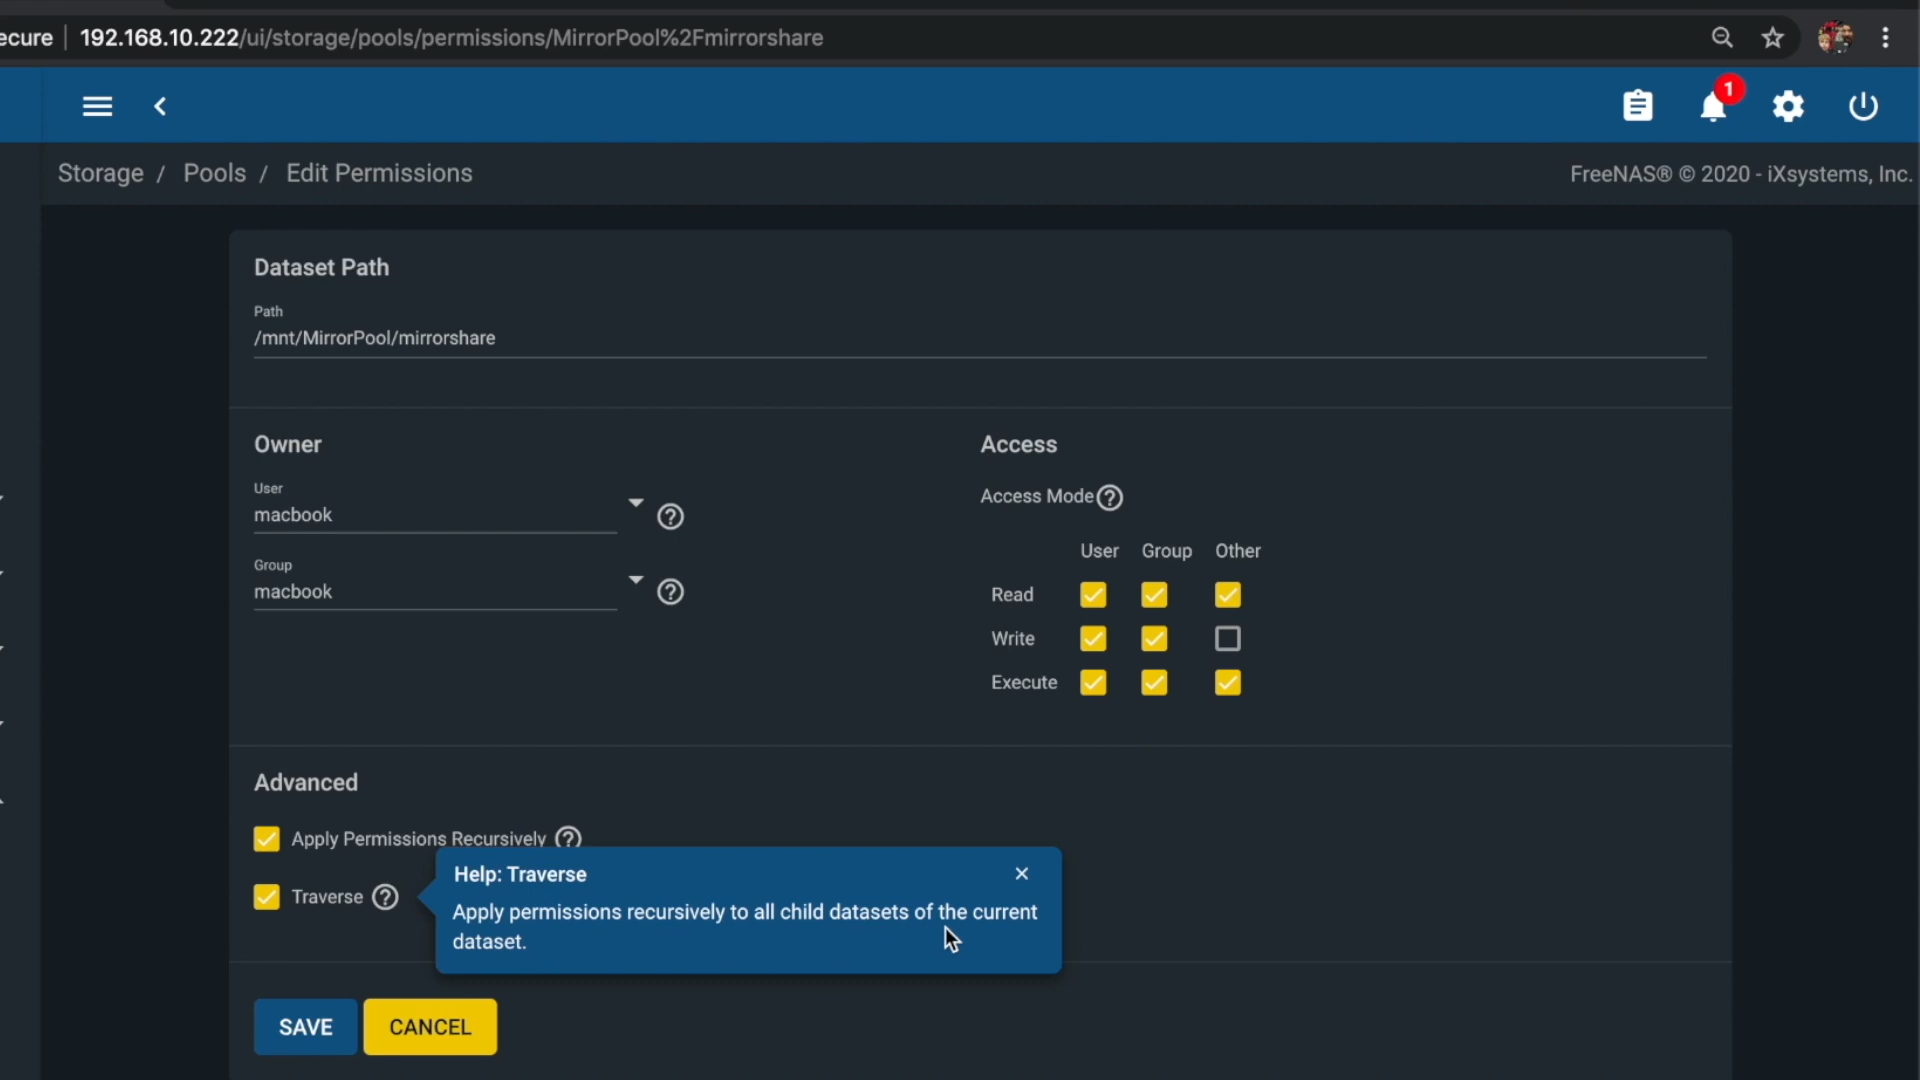 ecure | 192.168.10.222/ui/storage/pools/permissions/MirrorPool%2Fmirrorshare
1
Storage / Pools / Edit Permissions
FreeNAS® © 2020 - iXsystems, Inc.
Dataset Path
Path
/mnt/MirrorPool/mirrorshare
Owner
User
macbook
Group
macbook
Access
Access Mode
User Group Other
Read
Write
Execute
Advanced
Apply Permissions Recursively
Traverse
Help: Traverse
Apply permissions recursively to all child datasets of the current
dataset.
SAVE
CANCEL